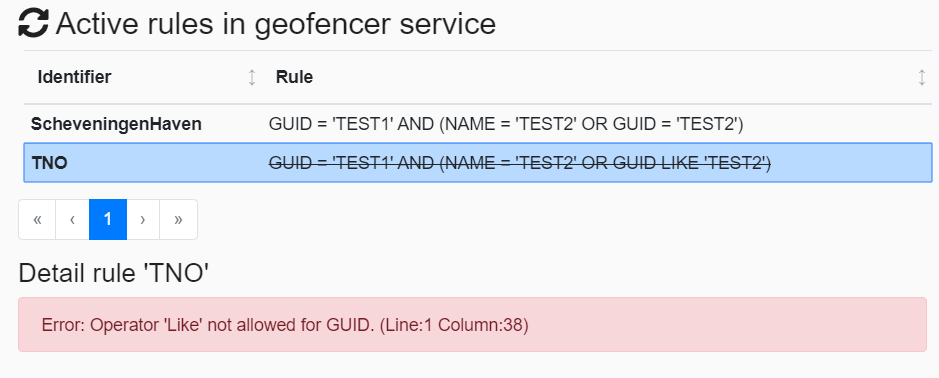 Active rules in geofencer service
Identifier ↕ Rule ↕
ScheveningenHaven GUID = 'TEST1' AND (NAME = 'TEST2' OR GUID = 'TEST2')
TNO GUID = 'TEST1' AND (NAME = 'TEST2' OR GUID LIKE 'TEST2')
« ‹ 1 › »
Detail rule 'TNO'
Error: Operator 'Like' not allowed for GUID. (Line:1 Column:38)